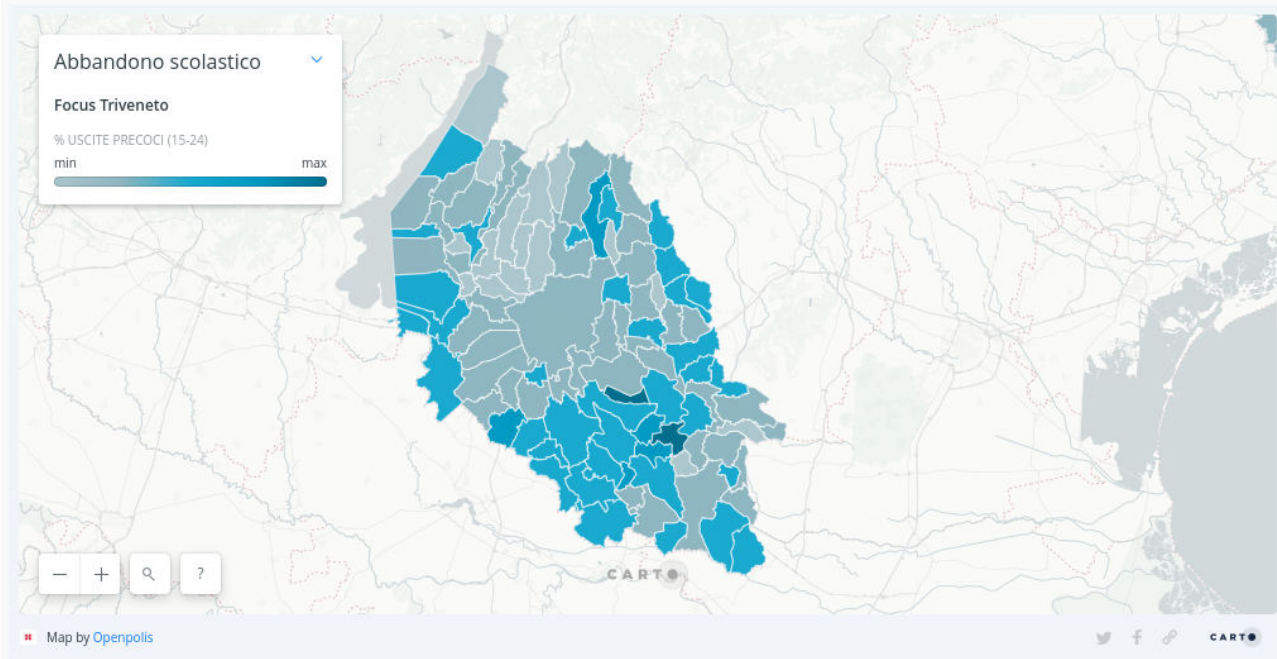 Abbandono scolastico
Focus Triveneto
% USCITE PRECOCI (15-24)
min max
?
CARTO
Map by Openpolis
CARTO